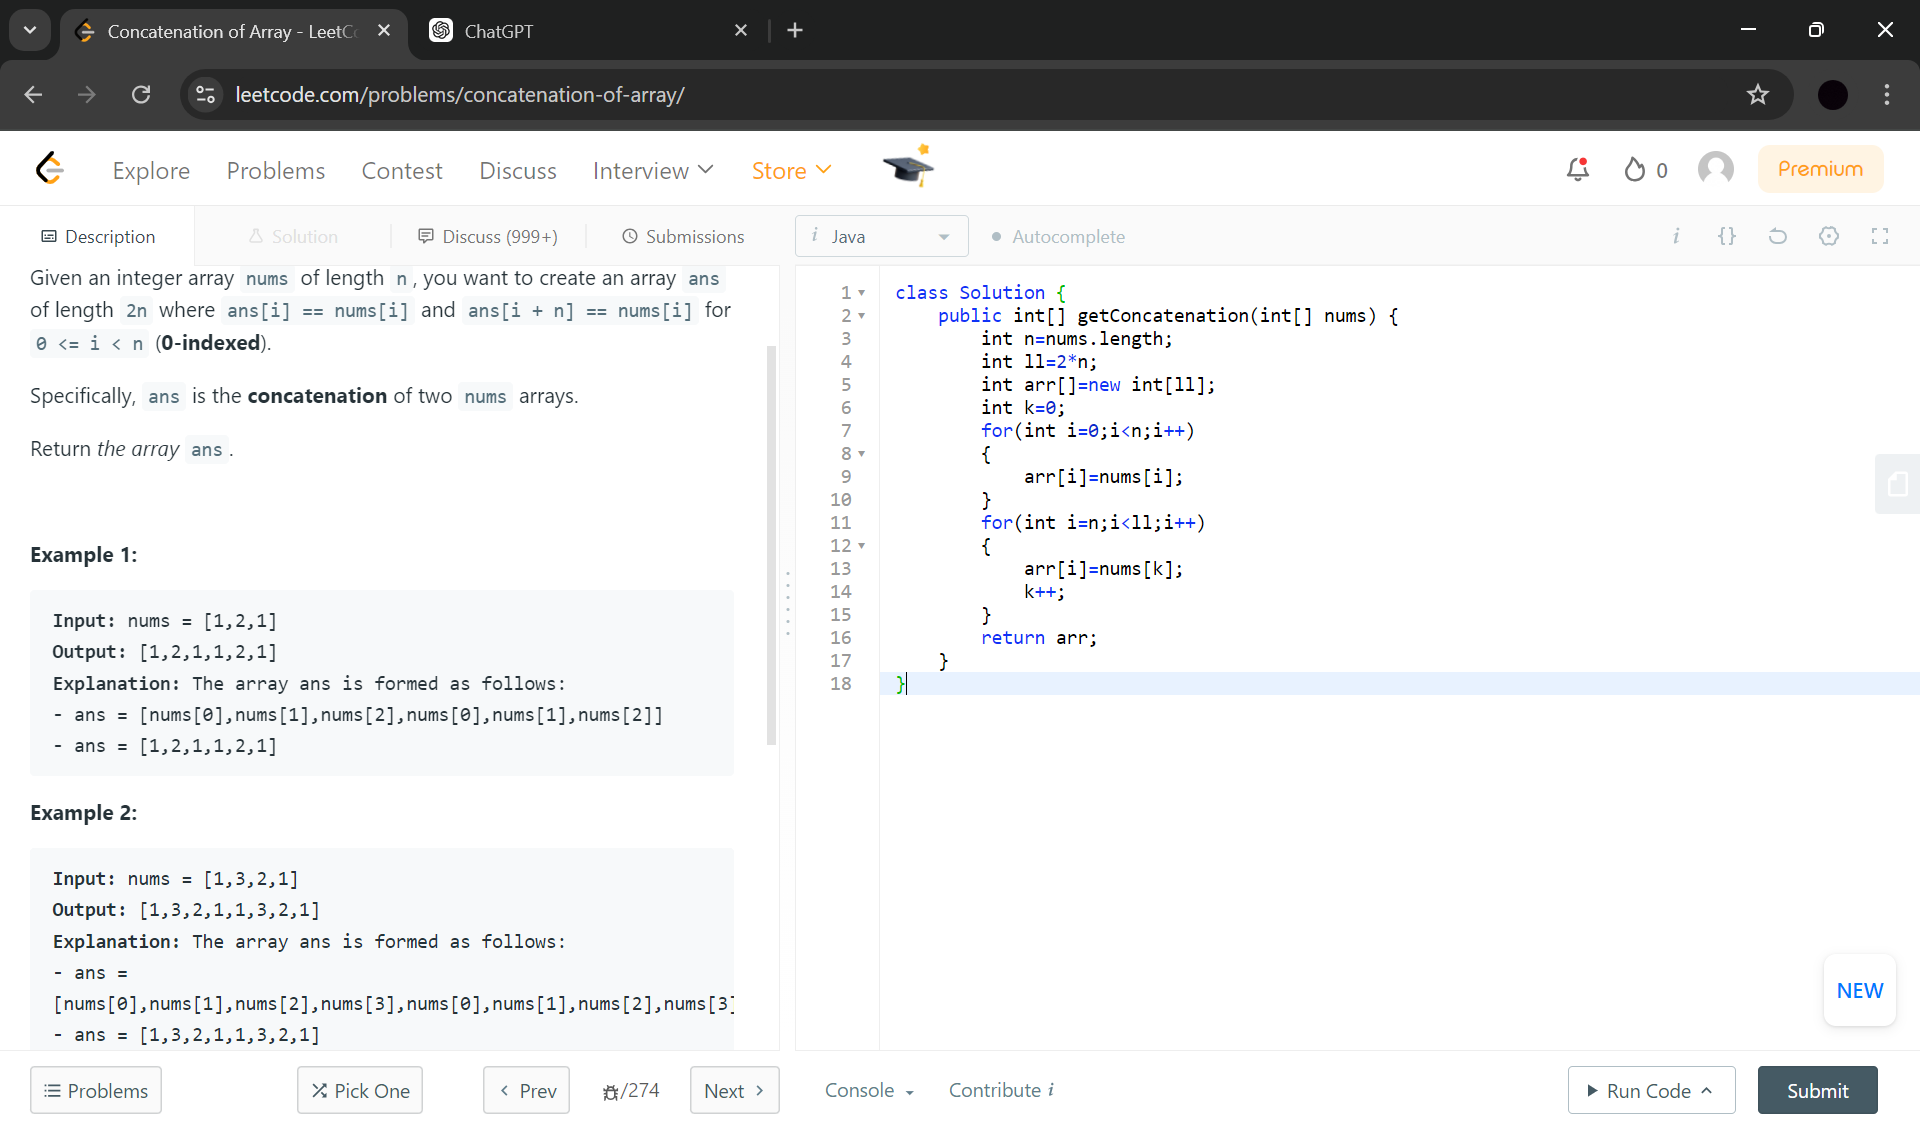 Concatenation of Array - LeetC
ChatGPT
leetcode.com/problems/concatenation-of-array/
Explore Problems Contest Discuss Interview Store 0 Premium
Description Solution Discuss (999+) Submissions
i Java Autocomplete i {}
Given an integer array nums of length n, you want to create an array ans
of length 2n where ans[i] == nums[i] and ans[i + n] == nums[i] for
0 <= i < n (0-indexed).
Specifically, ans is the concatenation of two nums arrays.
Return the array ans.
Example 1:
Input: nums = [1,2,1]
Output: [1,2,1,1,2,1]
Explanation: The array ans is formed as follows:
- ans = [nums[0],nums[1],nums[2],nums[0],nums[1],nums[2]]
- ans = [1,2,1,1,2,1]
Example 2:
Input: nums = [1,3,2,1]
Output: [1,3,2,1,1,3,2,1]
Explanation: The array ans is formed as follows:
- ans =
[nums[0],nums[1],nums[2],nums[3],nums[0],nums[1],nums[2],nums[3]
- ans = [1,3,2,1,1,3,2,1]
1 class Solution {
2 public int[] getConcatenation(int[] nums) {
3 int n=nums.length;
4 int ll=2*n;
5 int arr[]=new int[ll];
6 int k=0;
7 for(int i=0;i<n;i++)
8 {
9 arr[i]=nums[i];
10 }
11 for(int i=n;i<ll;i++)
12 {
13 arr[i]=nums[k];
14 k++;
15 }
16 return arr;
17 }
18 }
NEW
Problems Pick One Prev /274 Next Console Contribute i Run Code Submit